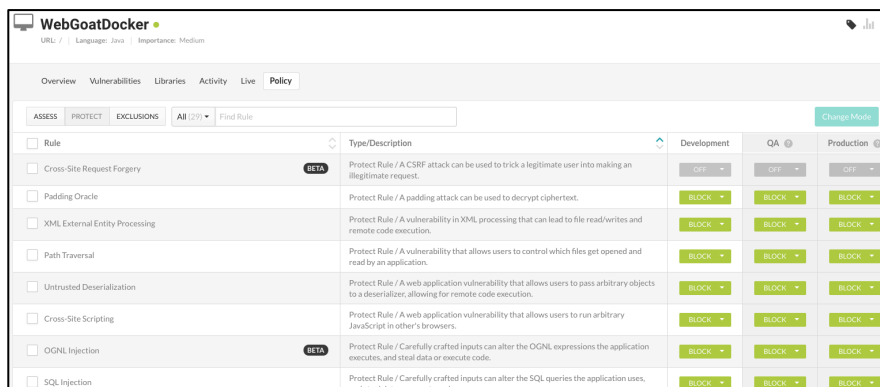 WebGoatDocker
URL: / | Language: Java | Importance: Medium
Overview Vulnerabilities Libraries Activity Live Policy
ASSESS PROTECT EXCLUSIONS All (29) Find Rule Change Mode
Rule Type/Description Development QA Production
Cross-Site Request Forgery BETA Protect Rule / A CSRF attack can be used to trick a legitimate user into making an OFF OFF OFF
illegitimate request.
Padding Oracle Protect Rule / A padding attack can be used to decrypt ciphertext. BLOCK BLOCK BLOCK
XML External Entity Processing Protect Rule / A vulnerability in XML processing that can lead to file read/writes and BLOCK BLOCK BLOCK
remote code execution.
Path Traversal Protect Rule / A vulnerability that allows users to control which files get opened and BLOCK BLOCK BLOCK
read by an application.
Untrusted Deserialization Protect Rule / A web application vulnerability that allows users to pass arbitrary objects BLOCK BLOCK BLOCK
to a deserializer, allowing for remote code execution.
Cross-Site Scripting Protect Rule / A web application vulnerability that allows users to run arbitrary BLOCK BLOCK BLOCK
JavaScript in other's browsers.
OGNL Injection BETA Protect Rule / Carefully crafted inputs can alter the OGNL expressions the application BLOCK BLOCK BLOCK
executes, and steal data or execute code.
SQL Injection Protect Rule / Carefully crafted inputs can alter the SQL queries the application uses, BLOCK BLOCK BLOCK